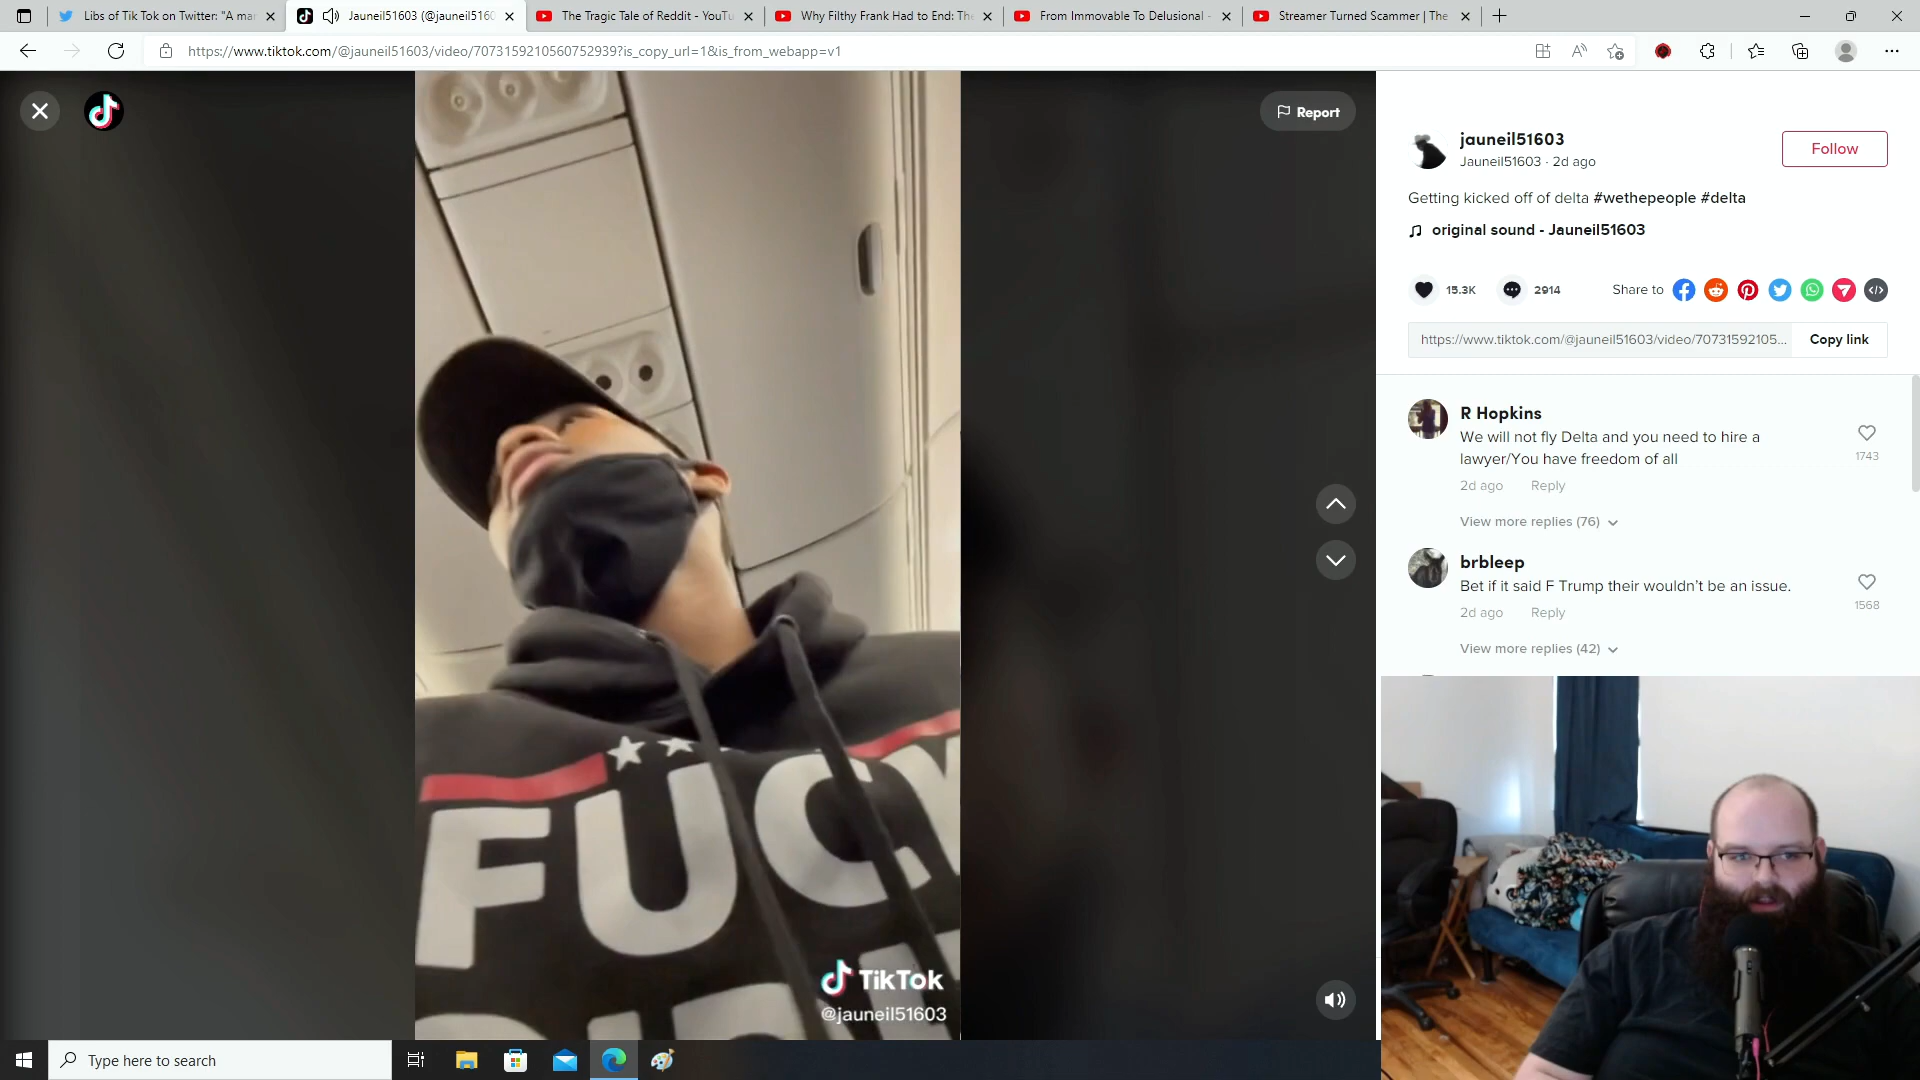 Libs of Tik Tok on Twitter: "A mar
Jauneil51603 (@jauneil5160
The Tragic Tale of Reddit - YouTu
Why Filthy Frank Had to End: The
From Immovable To Delusional -
Streamer Turned Scammer | The
https://www.tiktok.com/@jauneil51603/video/7073159210560752939?is_copy_url=1&is_from_webapp=v1
Report
jauneil51603
Jauneil51603 · 2d ago
Follow
Getting kicked off of delta #wethepeople #delta
original sound - Jauneil51603
15.3K
2914
Share to
https://www.tiktok.com/@jauneil51603/video/70731592105...
Copy link
R Hopkins
We will not fly Delta and you need to hire a
lawyer/You have freedom of all
1743
2d ago Reply
View more replies (76)
brbleep
Bet if it said F Trump their wouldn't be an issue.
1568
2d ago Reply
View more replies (42)
FUCK
TikTok
@jauneil51603
Type here to search